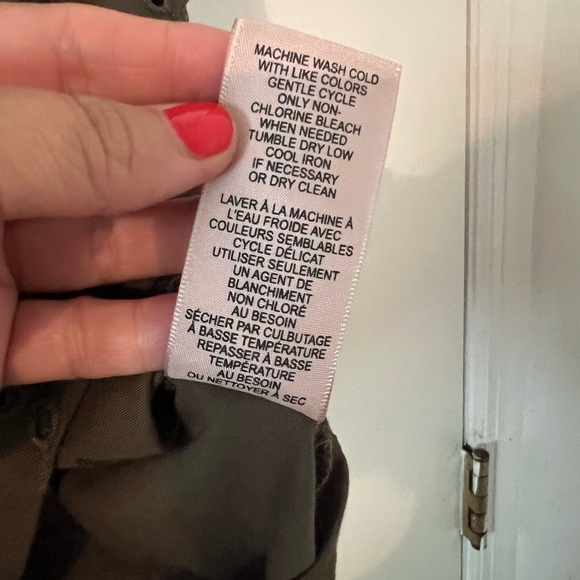 MACHINE WASH COLD
WITH LIKE COLORS
GENTLE CYCLE
ONLY NON-
CHLORINE BLEACH
WHEN NEEDED
TUMBLE DRY LOW
COOL IRON
IF NECESSARY
OR DRY CLEAN
LAVER À LA MACHINE À
L'EAU FROIDE AVEC
COULEURS SEMBLABLES
CYCLE DÉLICAT
UTILISER SEULEMENT
UN AGENT DE
BLANCHIMENT
NON CHLORÉ
AU BESOIN
SÉCHER PAR CULBUTAGE
À BASSE TEMPÉRATURE
REPASSER À BASSE
TEMPÉRATURE
AU BESOIN
OU NETTOYER À SEC